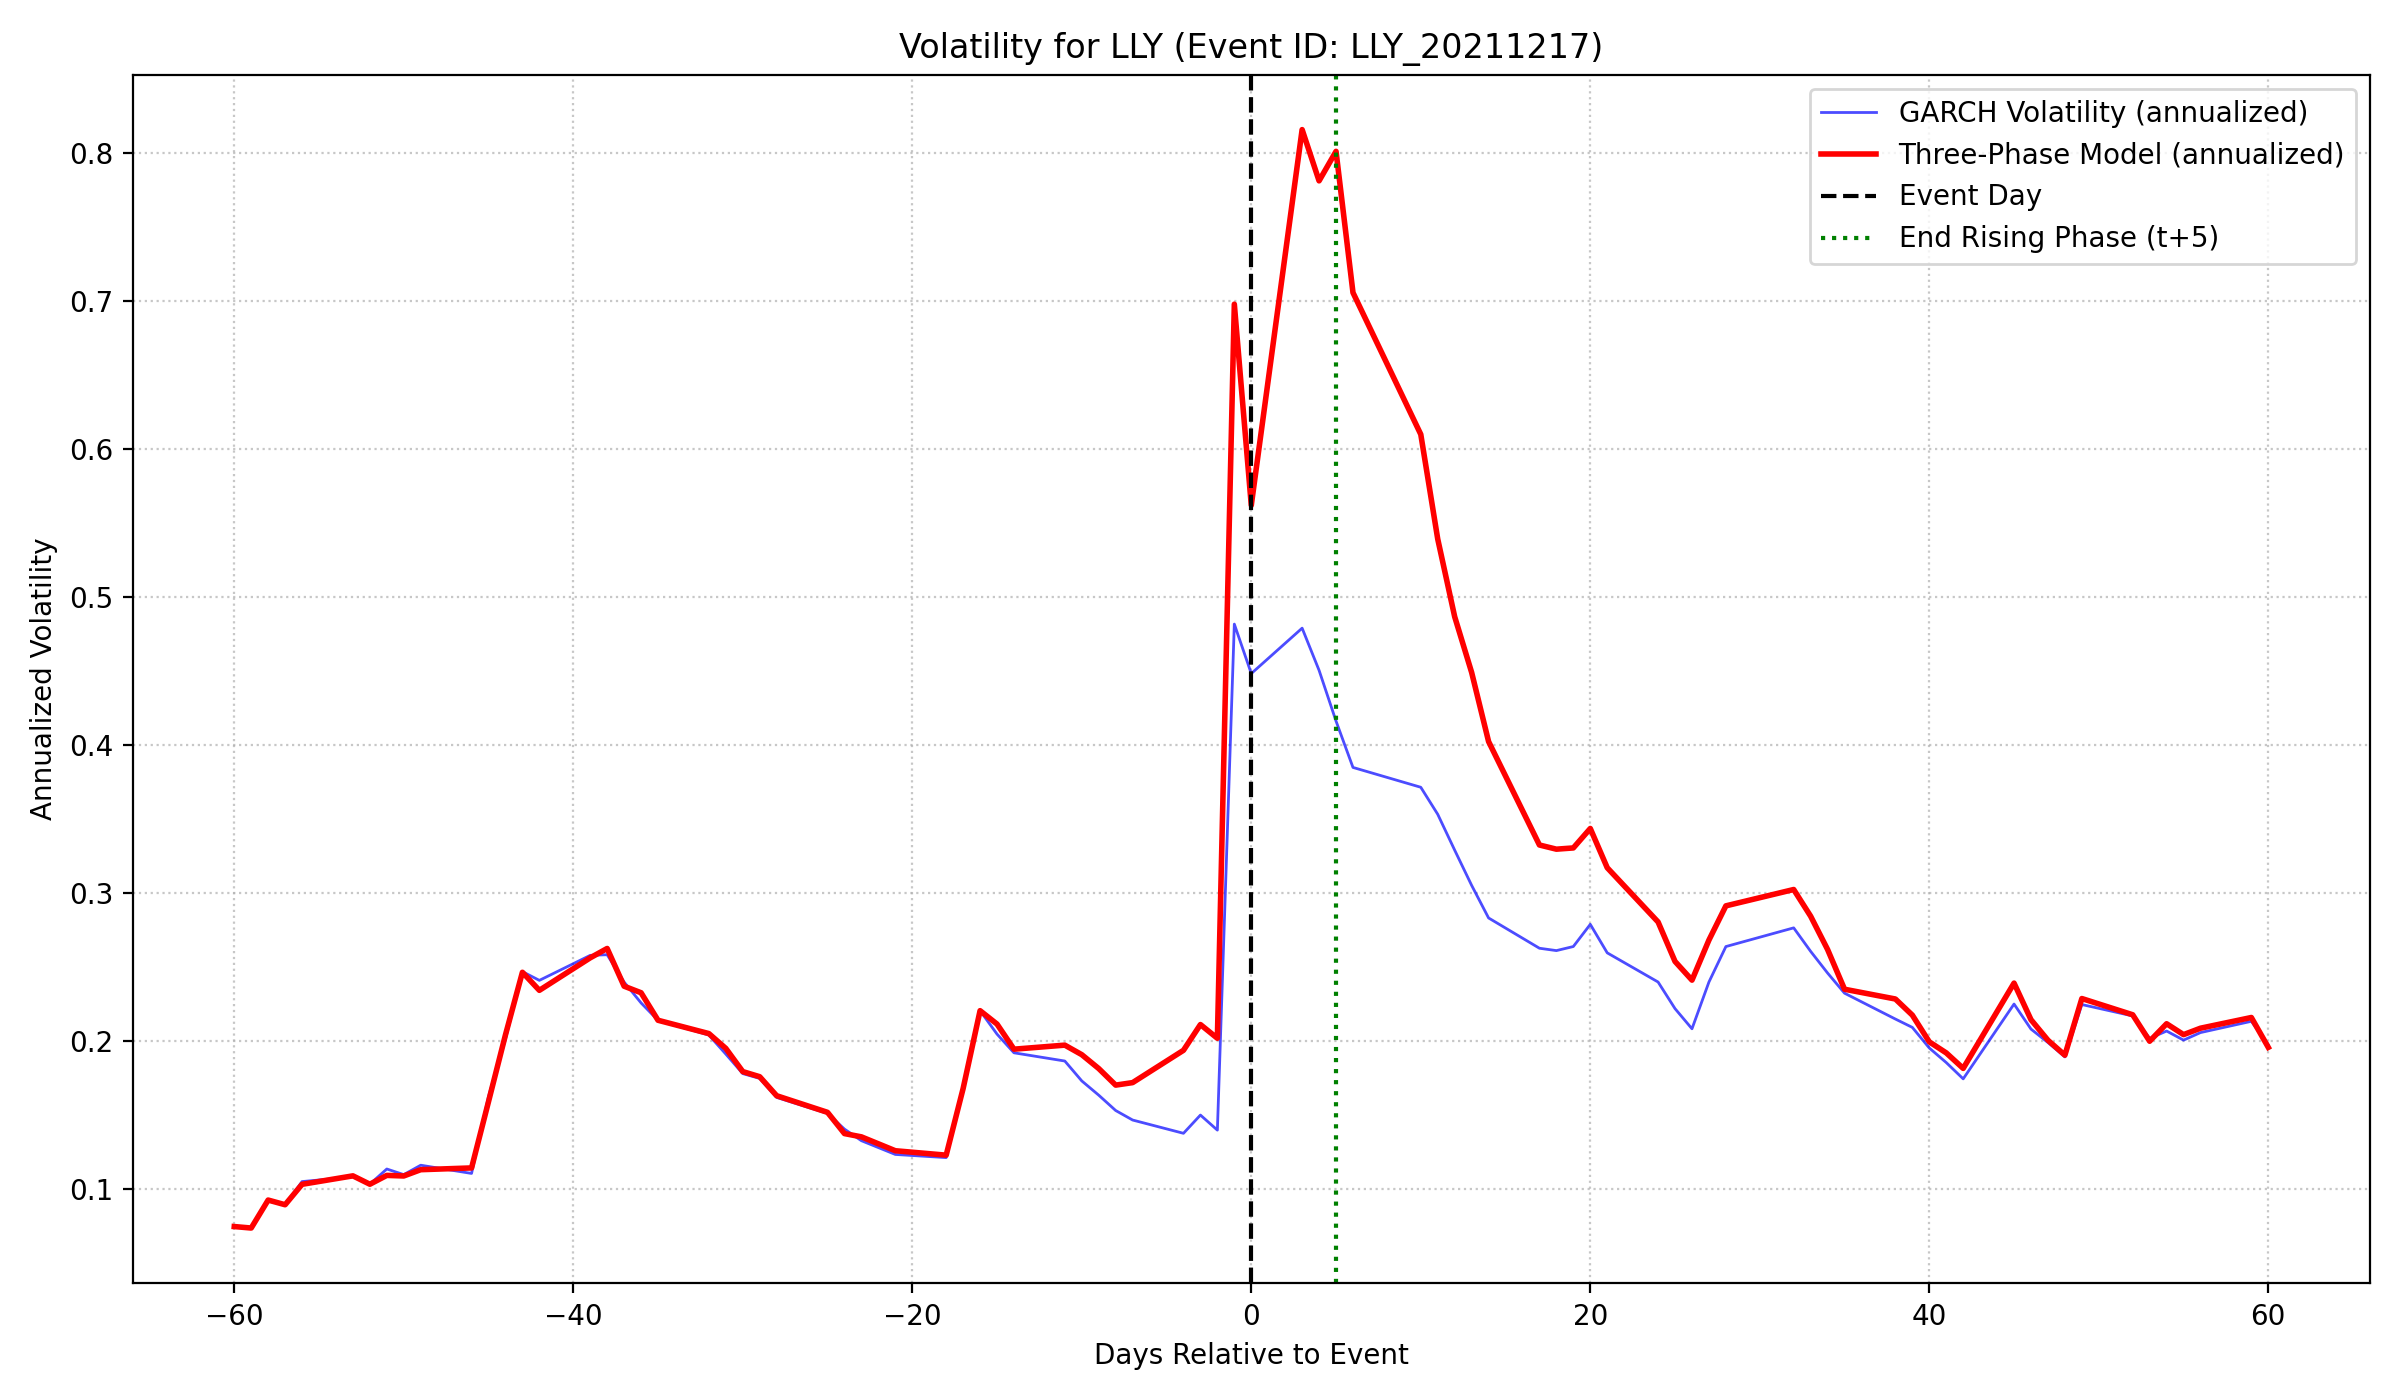 Volatility for LLY (Event ID: LLY_20211217)
GARCH Volatility (annualized)
Three-Phase Model (annualized)
Event Day
End Rising Phase (t+5)
Annualized Volatility
0.8
0.7
0.6
0.5
0.4
0.3
0.2
0.1
−60
−40
−20
0
20
40
60
Days Relative to Event